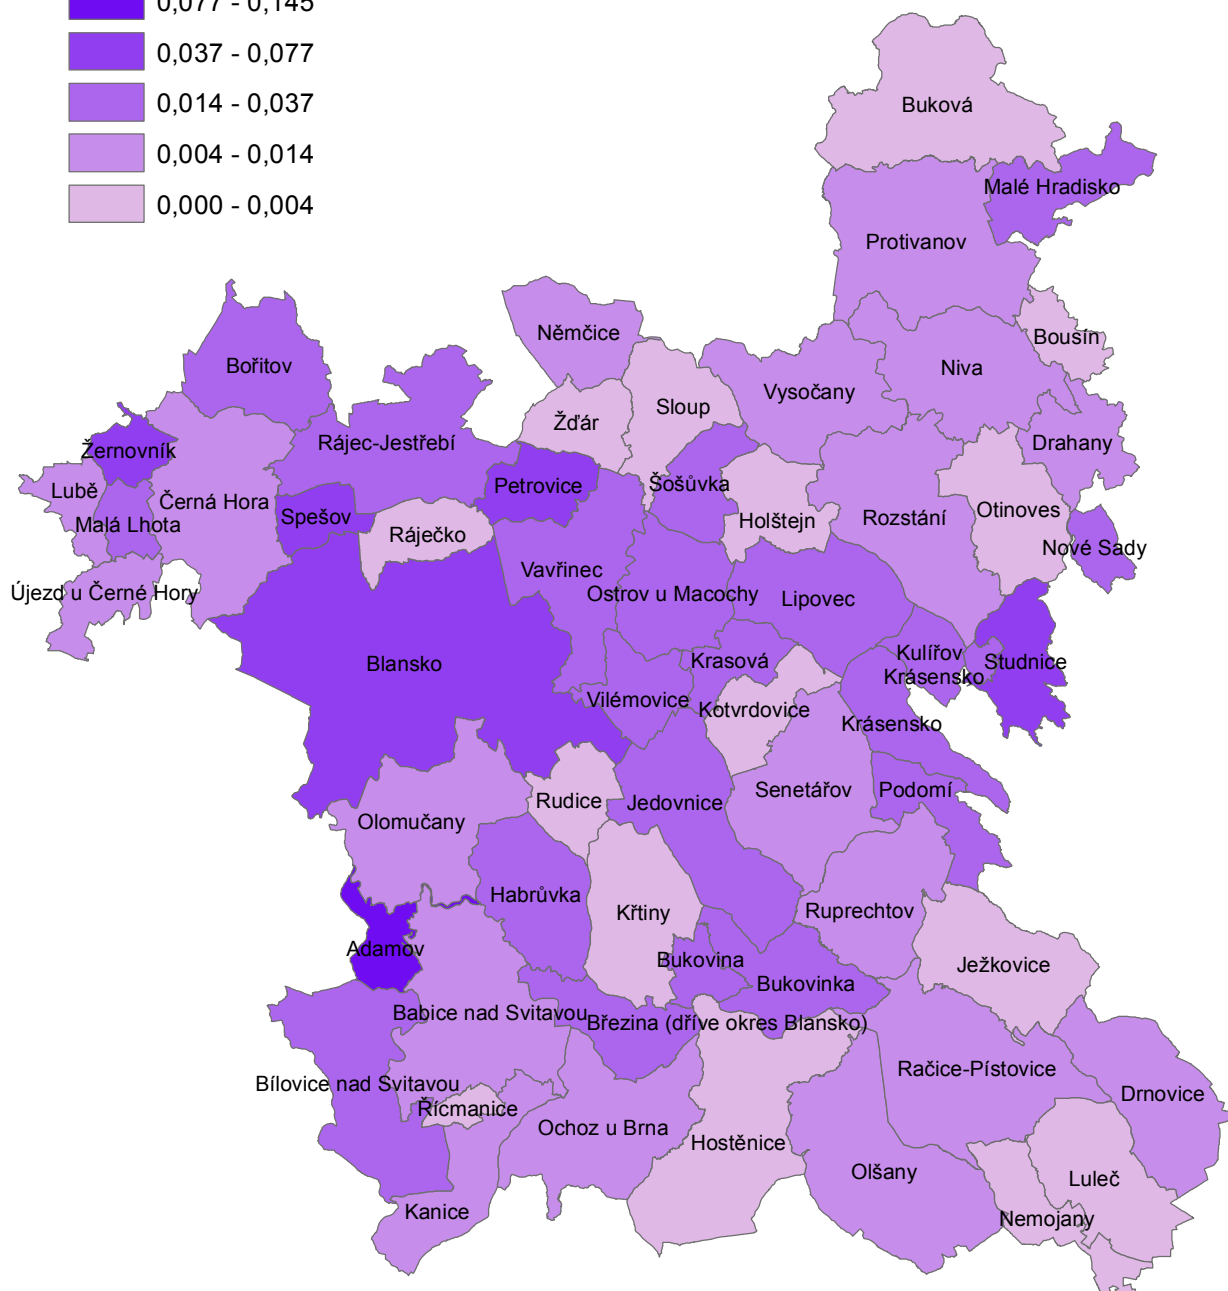 0,077 - 0,145
0,037 - 0,077
0,014 - 0,037
0,004 - 0,014
0,000 - 0,004
Buková
Malé Hradisko
Protivanov
Bousín
Němčice
Bořitov
Niva
Vysočany
Sloup
Žďár
Rájec-Jestřebí
Drahany
Žernovník
Šošůvka
Petrovice
Lubě
Černá Hora
Otinoves
Spešov
Rozstání
Holštejn
Malá Lhota
Ráječko
Nové Sady
Vavřinec
Újezd u Černé Hory
Ostrov u Macochy
Lipovec
Kulířov
Krasová
Studnice
Blansko
Krásensko
Vilémovice
Kotvrdovice
Krásensko
Senetářov
Podomí
Rudice
Jedovnice
Olomučany
Habrůvka
Křtiny
Ruprechtov
Adamov
Bukovina
Ježkovice
Bukovinka
Babice nad Svitavou
Březina (dříve okres Blansko)
Račice-Pístovice
Bílovice nad Svitavou
Drnovice
Řícmanice
Ochoz u Brna
Hostěnice
Olšany
Luleč
Kanice
Nemojany